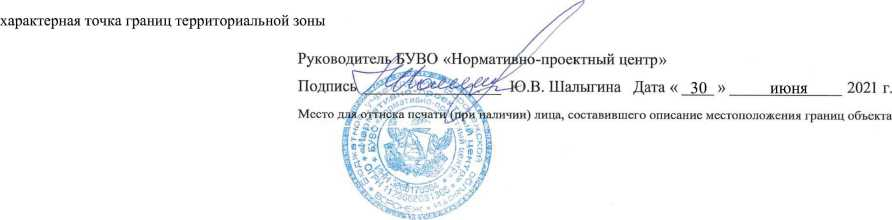 характерная точка границ территориальной зоны
Руководитель БУВО «Нормативно-проектный центр»
Подпись Ю.В. Шалыгина Дата « 30 » июня 2021 г.
Место для оттиска печати (при наличии) лица, составившего описание местоположения границ объекта